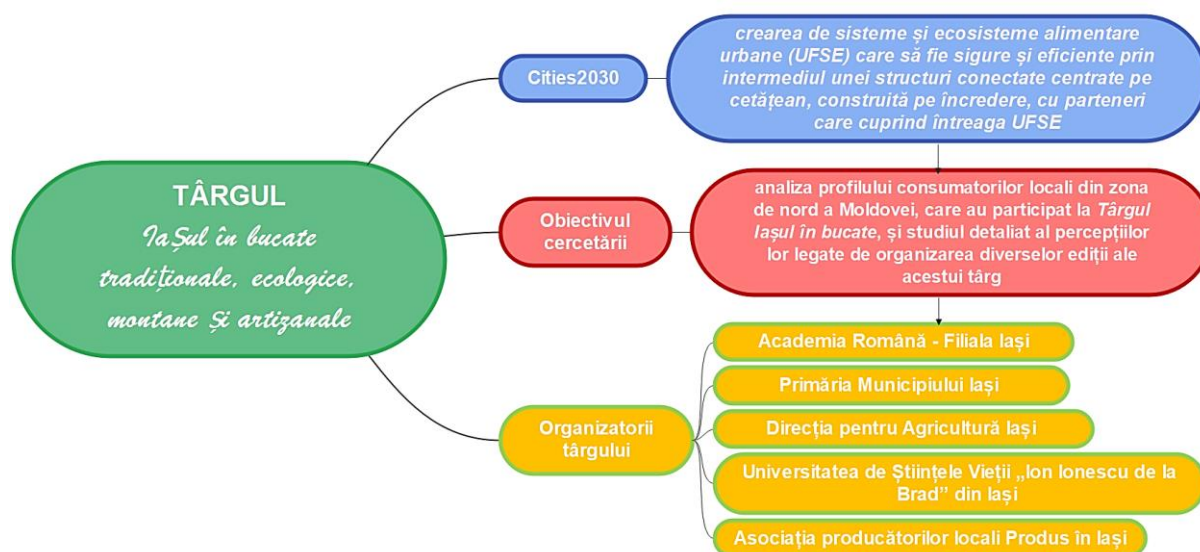 TÂRGUL
Iașul în bucate
tradiționale, ecologice,
montane și artizanale
Cities2030
crearea de sisteme și ecosisteme alimentare
urbane (UFSE) care să fie sigure și eficiente prin
intermediul unei structuri conectate centrate pe
cetățean, construită pe încredere, cu parteneri
care cuprind întreaga UFSE
Obiectivul
cercetării
analiza profilului consumatorilor locali din zona
de nord a Moldovei, care au participat la Târgul
Iașul în bucate, și studiul detaliat al percepțiilor
lor legate de organizarea diverselor ediții ale
acestui târg
Organizatorii
târgului
Academia Română - Filiala Iași
Primăria Municipiului Iași
Direcția pentru Agricultură Iași
Universitatea de Științele Vieții „Ion Ionescu de la
Brad” din Iași
Asociația producătorilor locali Produs în Iași